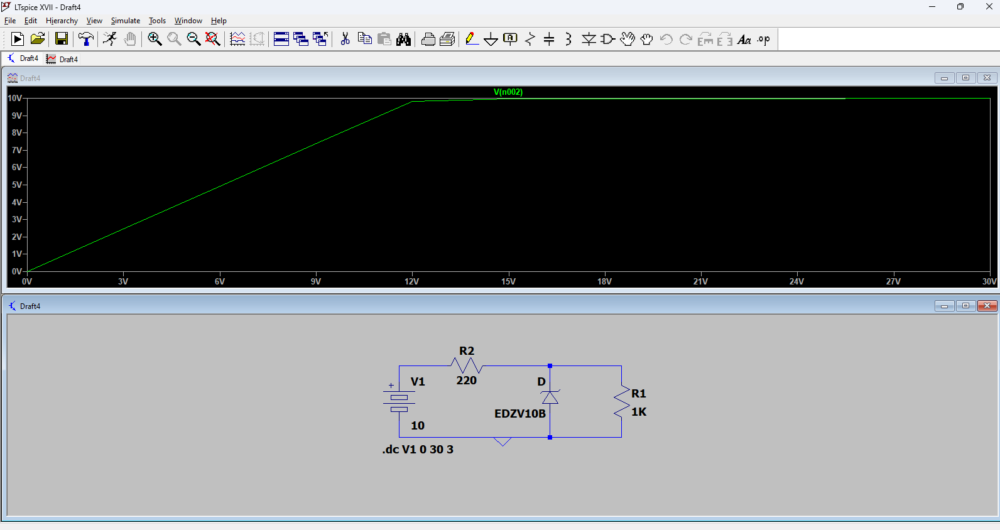 LTspice XVII - Draft4
File Edit Hierarchy View Simulate Tools Window Help
Draft4 Draft4
Draft4
V(n002)
10V
9V
8V
7V
6V
5V
4V
3V
2V
1V
0V
0V 3V 6V 9V 12V 15V 18V 21V 24V 27V 30V
Draft4
R2
220
V1
+
10
D
EDZV10B
R1
1K
.dc V1 0 30 3